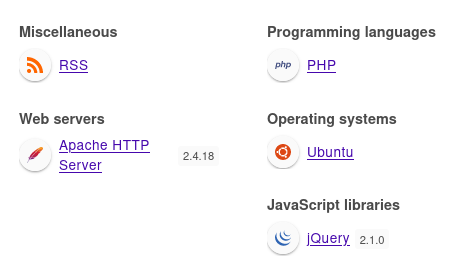 Miscellaneous
RSS
Web servers
Apache HTTP
Server
2.4.18
Programming languages
php
PHP
Operating systems
Ubuntu
JavaScript libraries
jQuery 2.1.0